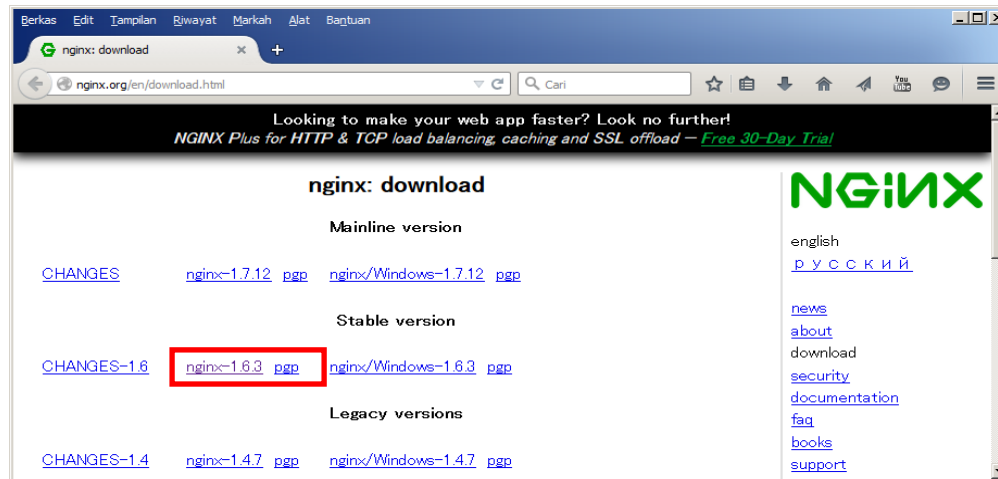 Berkas Edit Tampilan Riwayat Markah Alat Bantuan
nginx: download
nginx.org/en/download.html
Cari
You Tube
Looking to make your web app faster? Look no further!
NGINX Plus for HTTP & TCP load balancing, caching and SSL offload — Free 30-Day Trial
nginx: download
Mainline version
CHANGES nginx-1.7.12 pgp nginx/Windows-1.7.12 pgp
Stable version
CHANGES-1.6 nginx-1.6.3 pgp nginx/Windows-1.6.3 pgp
Legacy versions
CHANGES-1.4 nginx-1.4.7 pgp nginx/Windows-1.4.7 pgp
NGINX
english
русский
news
about
download
security
documentation
faq
books
support